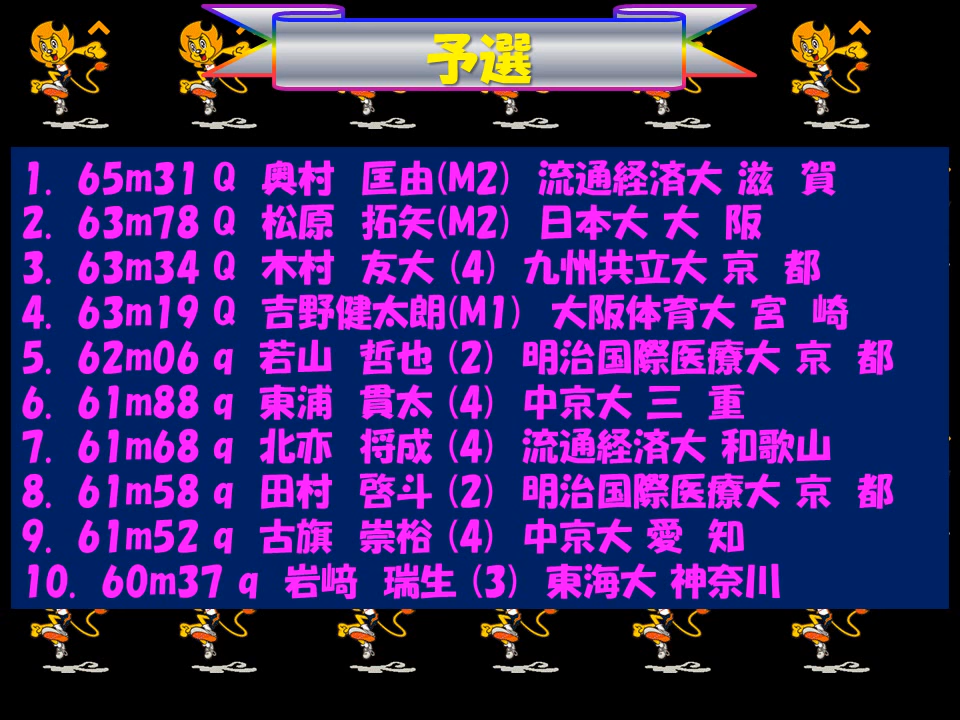 予選
1. 65m31 Q 奥村 匡由(M2) 流通経済大 滋 賀
2. 63m78 Q 松原 拓矢(M2) 日本大 大 阪
3. 63m34 Q 木村 友大 (4) 九州共立大 京 都
4. 63m19 Q 吉野健太朗(M1) 大阪体育大 宮 崎
5. 62m06 q 若山 哲也 (2) 明治国際医療大 京 都
6. 61m88 q 東浦 貫太 (4) 中京大 三 重
7. 61m68 q 北亦 将成 (4) 流通経済大 和歌山
8. 61m58 q 田村 啓斗 (2) 明治国際医療大 京 都
9. 61m52 q 古旗 崇裕 (4) 中京大 愛 知
10. 60m37 q 岩﨑 瑞生 (3) 東海大 神奈川